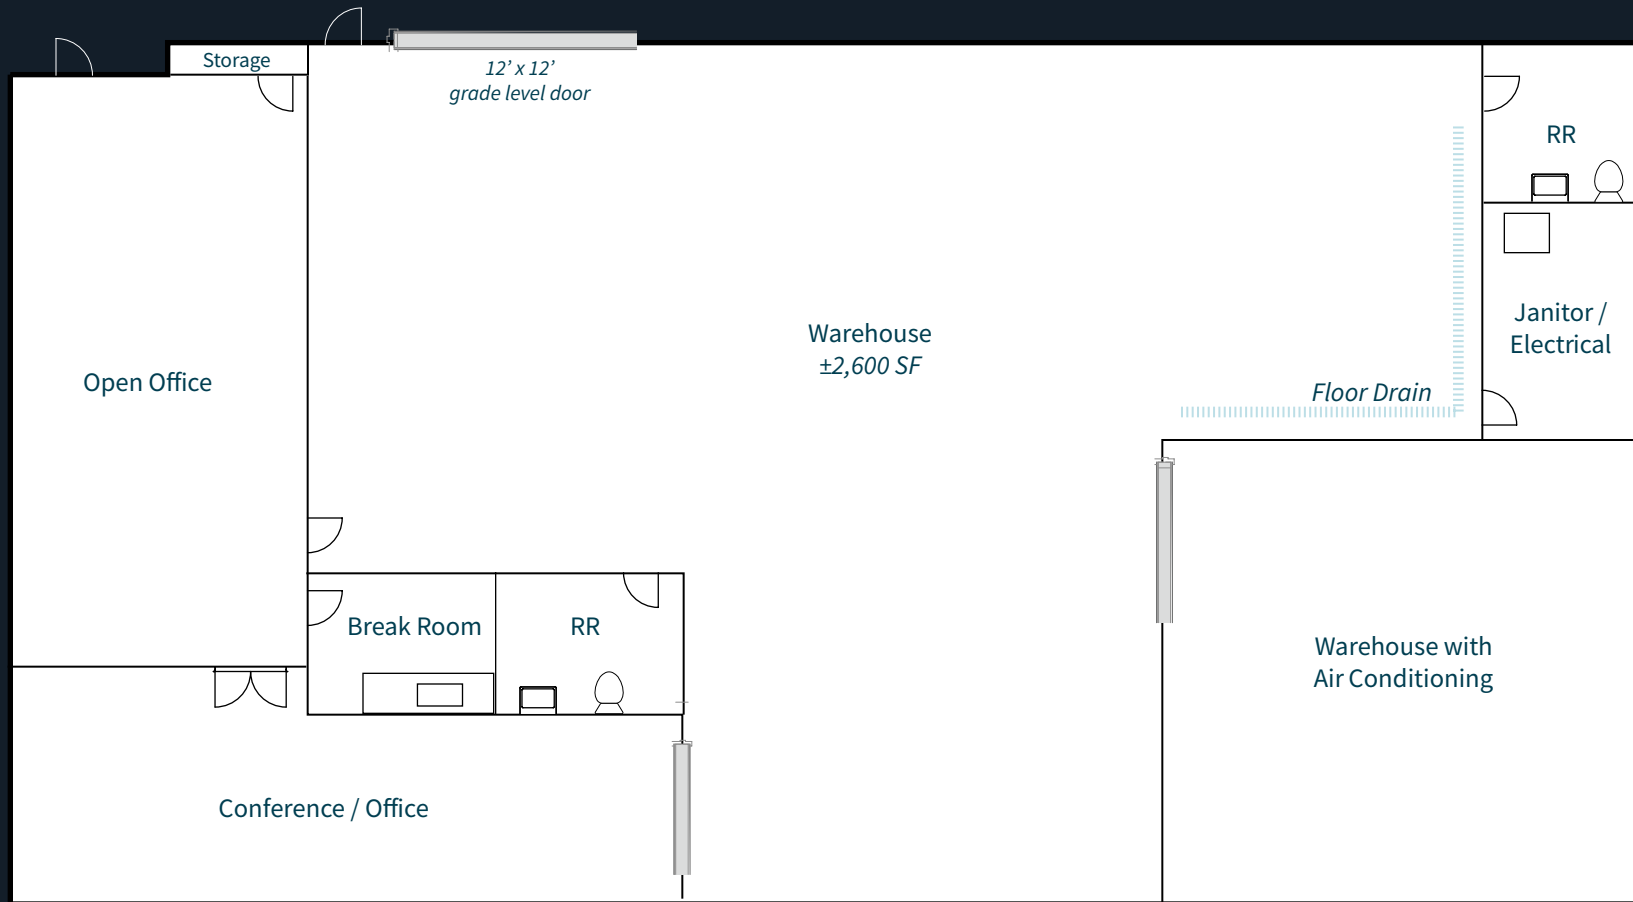 Storage
12’ x 12’
grade level door
RR
Warehouse
±2,600 SF
Janitor /
Electrical
Open Office
Floor Drain
Break Room
RR
Warehouse with
Air Conditioning
Conference / Office